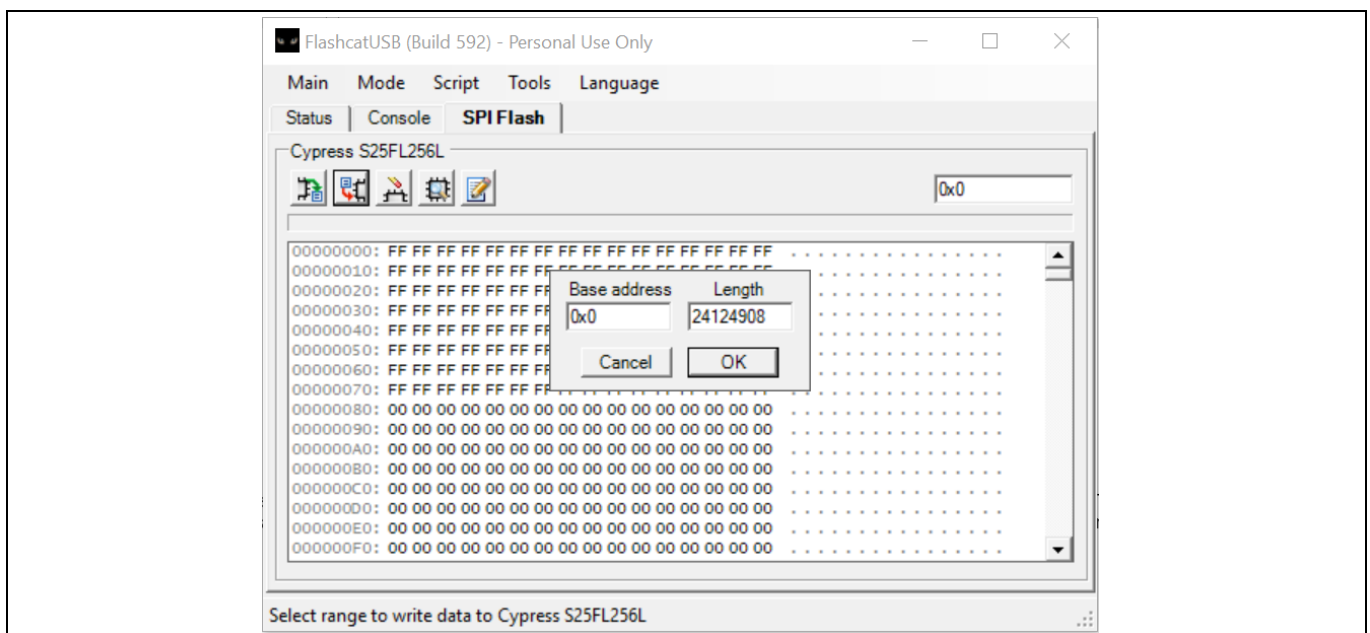 FlashcatUSB (Build 592) - Personal Use Only
Main Mode Script Tools Language
Status Console SPI Flash
Cypress S25FL256L
0x0
00000000: FF FF FF FF FF FF FF FF FF FF FF FF FF FF FF FF . . . . . . . . . . . . . . . .
00000010: FF FF FF FF FF FF FF FF FF FF FF FF FF FF FF FF . . . . . . . . . . . . . . .
00000020: FF FF FF FF FF FF FF . . . . . . . . . . . . . .
00000030: FF FF FF FF FF FF FF . . . . . . . . . . . . . .
00000040: FF FF FF FF FF FF FF . . . . . . . . . . . . . .
00000050: FF FF FF FF FF FF FF . . . . . . . . . . . . . .
00000060: FF FF FF FF FF FF FF . . . . . . . . . . . . . .
00000070: FF FF FF FF FF FF FF . . . . . . . . . . . . . .
Base address Length
0x0 24124908
Cancel OK
00000080: 00 00 00 00 00 00 00 00 00 00 00 00 00 00 00 00 . . . . . . . . . . . . . . . .
00000090: 00 00 00 00 00 00 00 00 00 00 00 00 00 00 00 00 . . . . . . . . . . . . . . . .
000000A0: 00 00 00 00 00 00 00 00 00 00 00 00 00 00 00 00 . . . . . . . . . . . . . . . .
000000B0: 00 00 00 00 00 00 00 00 00 00 00 00 00 00 00 00 . . . . . . . . . . . . . . . .
000000C0: 00 00 00 00 00 00 00 00 00 00 00 00 00 00 00 00 . . . . . . . . . . . . . . . .
000000D0: 00 00 00 00 00 00 00 00 00 00 00 00 00 00 00 00 . . . . . . . . . . . . . . . .
000000E0: 00 00 00 00 00 00 00 00 00 00 00 00 00 00 00 00 . . . . . . . . . . . . . . . .
000000F0: 00 00 00 00 00 00 00 00 00 00 00 00 00 00 00 00 . . . . . . . . . . . . . . . .
Select range to write data to Cypress S25FL256L